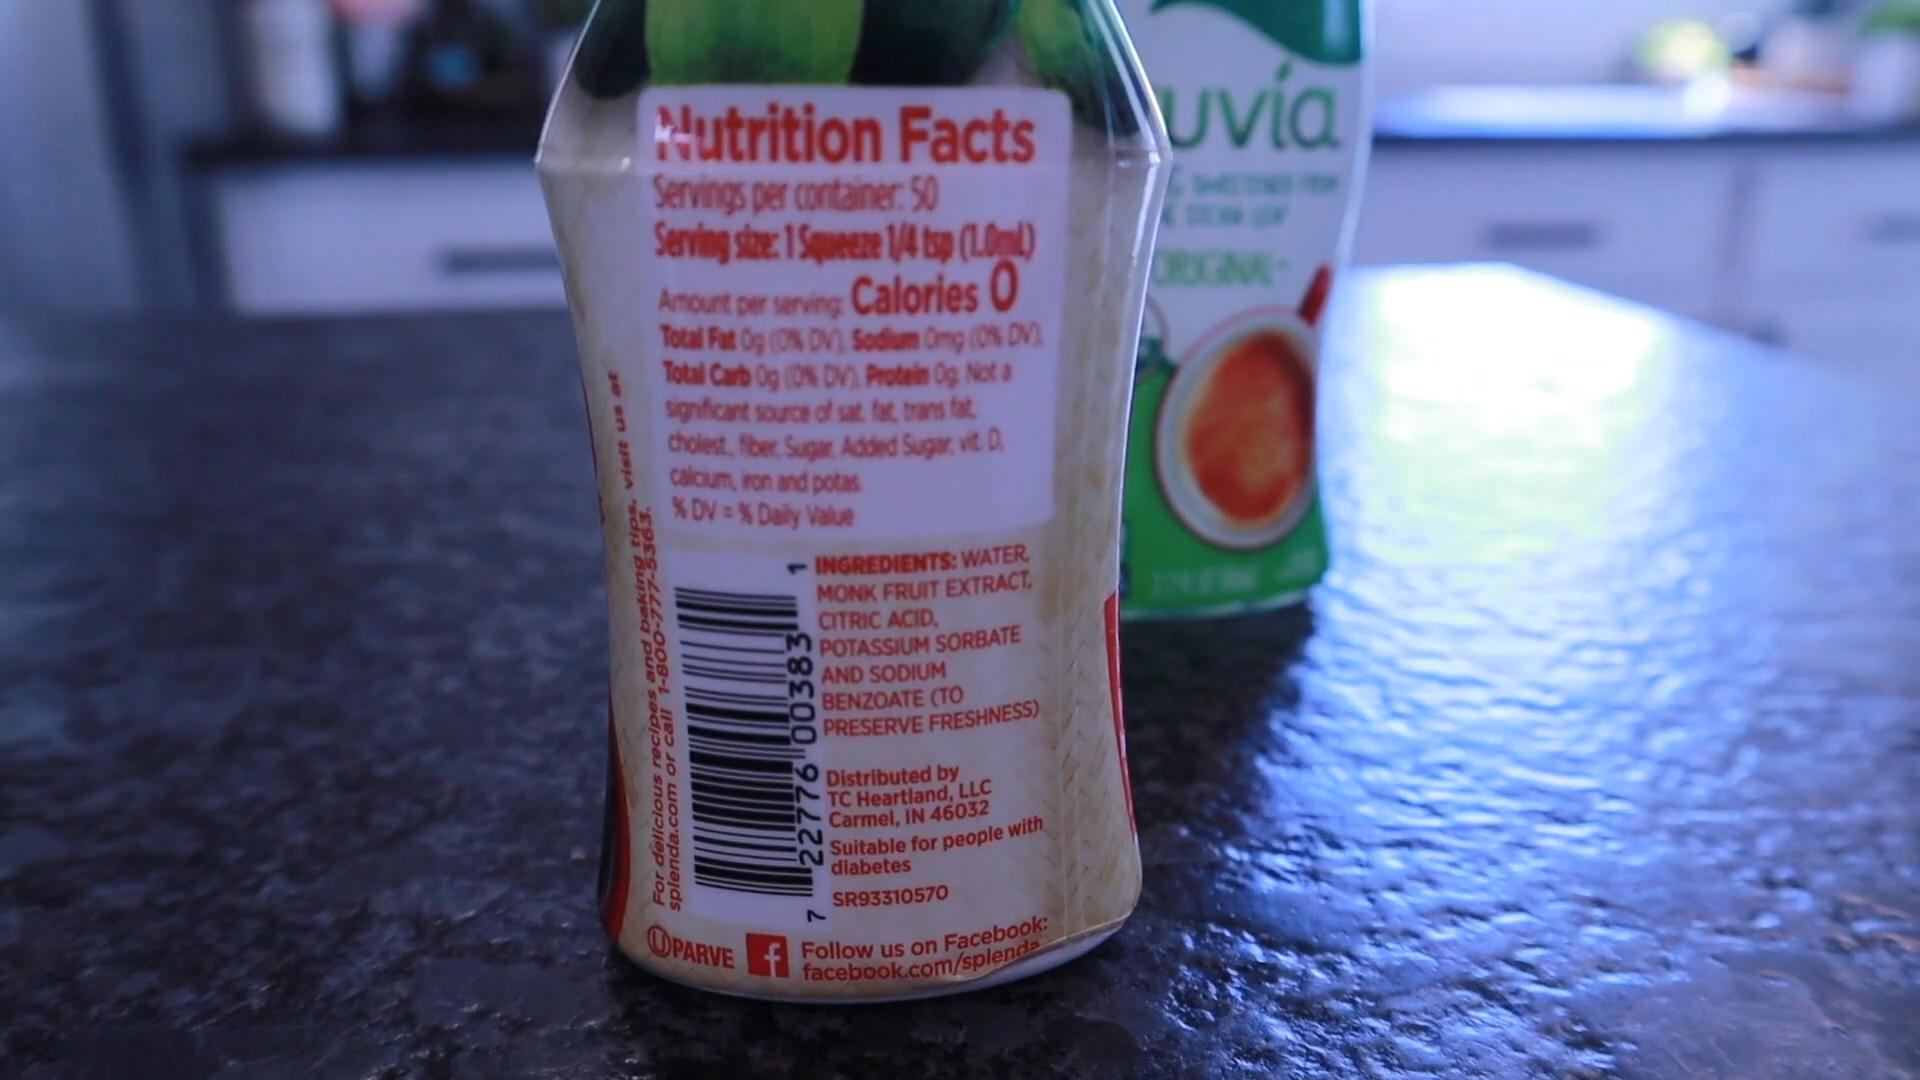 Nutrition Facts
Servings per container: 50
Serving size: 1 Squeeze 1/4 tsp (1.0mL)
Amount per serving: Calories 0
Total Fat 0g (0% DV), Sodium 0mg (0% DV),
Total Carb 0g (0% DV), Protein 0g. Not a
significant source of sat. fat, trans fat,
cholest., fiber, Sugar, Added Sugar, vit. D,
calcium, iron and potas.
% DV = % Daily Value
INGREDIENTS: WATER,
MONK FRUIT EXTRACT,
CITRIC ACID,
POTASSIUM SORBATE
AND SODIUM
BENZOATE (TO
PRESERVE FRESHNESS)
Distributed by
TC Heartland, LLC
Carmel, IN 46032
Suitable for people with
diabetes
SR93310570
7 22776 00383 1
For delicious recipes and baking tips, visit us at
splenda.com or call 1-800-777-5363.
U PARVE
f
Follow us on Facebook:
facebook.com/splenda
uvía
SWEETENER FROM
STEVIA LEAF
ORIGINAL